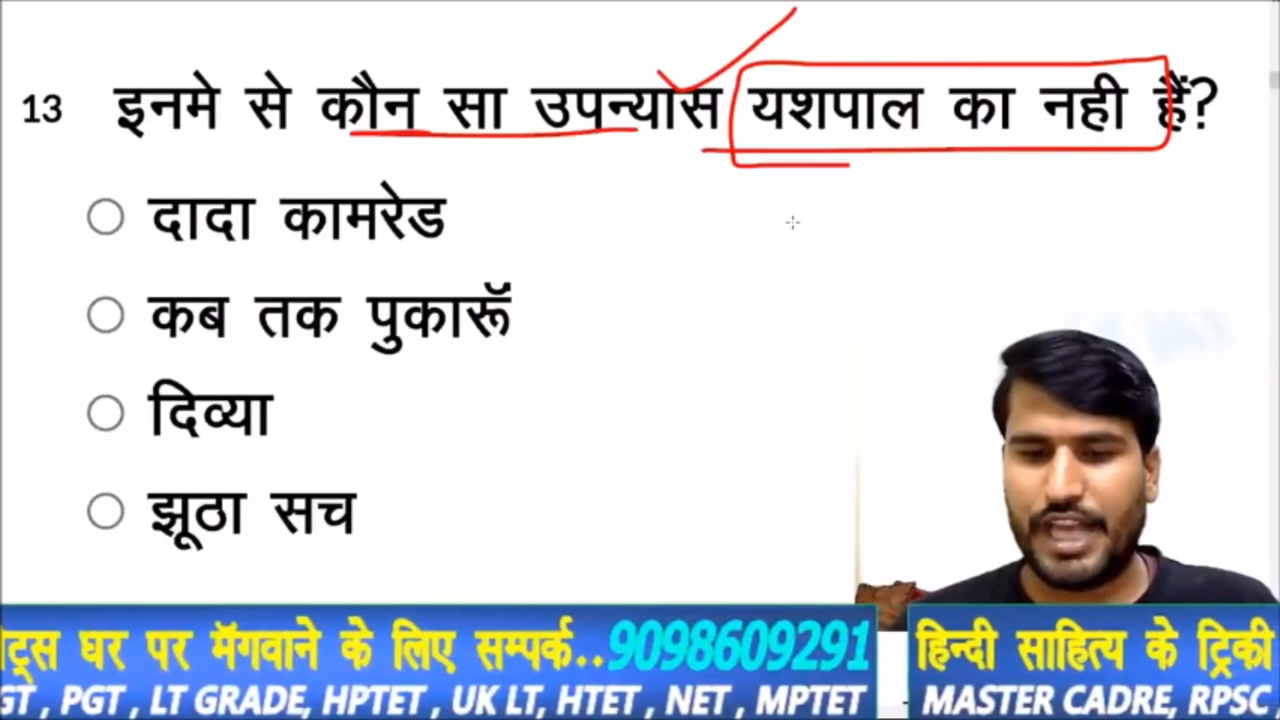 13 इनमे से कौन सा उपन्यास यशपाल का नही हैं?
दादा कामरेड
कब तक पुकारूँ
दिव्या
झूठा सच
घर पर मॅगवाने के लिए सम्पर्क..9098609291
हिन्दी साहित्य के ट्रिकी
PGT , LT GRADE, HPTET , UK LT, HTET , NET , MPTET
MASTER CADRE, RPSC